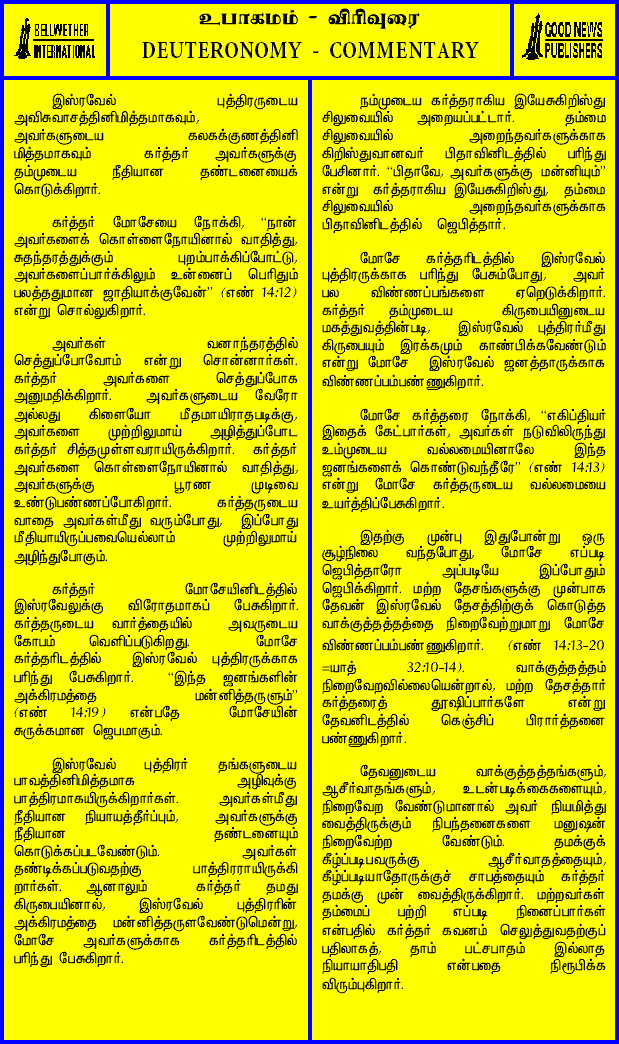 BELLWETHER
INTERNATIONAL
உபாகமம் - விரிவுரை
DEUTERONOMY - COMMENTARY
GOOD NEWS
PUBLISHERS
இஸ்ரவேல் புத்திரருடைய
அவிசுவாசத்தினிமித்தமாகவும்,
அவர்களுடைய கலகக்குணத்தினி
மித்தமாகவும் கர்த்தர் அவர்களுக்கு
தம்முடைய நீதியான தண்டனையைக்
கொடுக்கிறார்.
கர்த்தர் மோசேயை நோக்கி, “நான்
அவர்களைக் கொள்ளைநோயினால் வாதித்து,
சுதந்தரத்துக்கும் புறம்பாக்கிப்போட்டு,
அவர்களைப்பார்க்கிலும் உன்னைப் பெரிதும்
பலத்ததுமான ஜாதியாக்குவேன்” (எண் 14:12)
என்று சொல்லுகிறார்.
அவர்கள் வனாந்தரத்தில்
செத்துப்போவோம் என்று சொன்னார்கள்.
கர்த்தர் அவர்களை செத்துப்போக
அனுமதிக்கிறார். அவர்களுடைய வேரோ
அல்லது கிளையோ மீதமாயிராதபடிக்கு,
அவர்களை முற்றிலுமாய் அழித்துப்போட
கர்த்தர் சித்தமுள்ளவராயிருக்கிறார். கர்த்தர்
அவர்களை கொள்ளைநோயினால் வாதித்து,
அவர்களுக்கு பூரண முடிவை
உண்டுபண்ணப்போகிறார். கர்த்தருடைய
வாதை அவர்கள்மீது வரும்போது, இப்போது
மீதியாயிருப்பவையெல்லாம் முற்றிலுமாய்
அழிந்துபோகும்.
கர்த்தர் மோசேயினிடத்தில்
இஸ்ரவேலுக்கு விரோதமாகப் பேசுகிறார்.
கர்த்தருடைய வார்த்தையில் அவருடைய
கோபம் வெளிப்படுகிறது. மோசே
கர்த்தரிடத்தில் இஸ்ரவேல் புத்திரருக்காக
பரிந்து பேசுகிறார். “இந்த ஜனங்களின்
அக்கிரமத்தை மன்னித்தருளும்”
(எண் 14:19) என்பதே மோசேயின்
சுருக்கமான ஜெபமாகும்.
இஸ்ரவேல் புத்திரர் தங்களுடைய
பாவத்தினிமித்தமாக அழிவுக்கு
பாத்திரமாகயிருக்கிறார்கள். அவர்கள்மீது
நீதியான நியாயத்தீர்ப்பும், அவர்களுக்கு
நீதியான தண்டனையும்
கொடுக்கப்படவேண்டும். அவர்கள்
தண்டிக்கப்படுவதற்கு பாத்திரராயிருக்கி
றார்கள். ஆனாலும் கர்த்தர் தமது
கிருபையினால், இஸ்ரவேல் புத்திரரின்
அக்கிரமத்தை மன்னித்தருளவேண்டுமென்று,
மோசே அவர்களுக்காக கர்த்தரிடத்தில்
பரிந்து பேசுகிறார்.
நம்முடைய கர்த்தராகிய இயேசுகிறிஸ்து
சிலுவையில் அறையப்பட்டார். தம்மை
சிலுவையில் அறைந்தவர்களுக்காக
கிறிஸ்துவானவர் பிதாவினிடத்தில் பரிந்து
பேசினார். “பிதாவே, அவர்களுக்கு மன்னியும்”
என்று கர்த்தராகிய இயேசுகிறிஸ்து, தம்மை
சிலுவையில் அறைந்தவர்களுக்காக
பிதாவினிடத்தில் ஜெபித்தார்.
மோசே கர்த்தரிடத்தில் இஸ்ரவேல்
புத்திரருக்காக பரிந்து பேசும்போது, அவர்
பல விண்ணப்பங்களை ஏறெடுக்கிறார்.
கர்த்தர் தம்முடைய கிருபையினுடைய
மகத்துவத்தின்படி, இஸ்ரவேல் புத்திரர்மீது
கிருபையும் இரக்கமும் காண்பிக்கவேண்டும்
என்று மோசே இஸ்ரவேல் ஜனத்தாருக்காக
விண்ணப்பம்பண்ணுகிறார்.
மோசே கர்த்தரை நோக்கி, “எகிப்தியர்
இதைக் கேட்பார்கள், அவர்கள் நடுவிலிருந்து
உம்முடைய வல்லமையினாலே இந்த
ஜனங்களைக் கொண்டுவந்தீரே” (எண் 14:13)
என்று மோசே கர்த்தருடைய வல்லமையை
உயர்த்திப்பேசுகிறார்.
இதற்கு முன்பு இதுபோன்று ஒரு
சூழ்நிலை வந்தபோது, மோசே எப்படி
ஜெபித்தாரோ அப்படியே இப்போதும்
ஜெபிக்கிறார். மற்ற தேசங்களுக்கு முன்பாக
தேவன் இஸ்ரவேல் தேசத்திற்குக் கொடுத்த
வாக்குத்தத்தத்தை நிறைவேற்றுமாறு மோசே
விண்ணப்பம்பண்ணுகிறார். (எண் 14:13-20
=யாத் 32:10-14). வாக்குத்தத்தம்
நிறைவேறவில்லையென்றால், மற்ற தேசத்தார்
கர்த்தரைத் தூஷிப்பார்களே என்று
தேவனிடத்தில் கெஞ்சிப் பிரார்த்தனை
பண்ணுகிறார்.
தேவனுடைய வாக்குத்தத்தங்களும்,
ஆசீர்வாதங்களும், உடன்படிக்கைகளையும்,
நிறைவேற வேண்டுமானால் அவர் நியமித்து
வைத்திருக்கும் நிபந்தனைகளை மனுஷன்
நிறைவேற்ற வேண்டும். தமக்குக்
கீழ்ப்படிபவருக்கு ஆசீர்வாதத்தையும்,
கீழ்ப்படியாதோருக்குச் சாபத்தையும் கர்த்தர்
தமக்கு முன் வைத்திருக்கிறார். மற்றவர்கள்
தம்மைப் பற்றி எப்படி நினைப்பார்கள்
என்பதில் கர்த்தர் கவனம் செலுத்துவதற்குப்
பதிலாகத், தாம் பட்சபாதம் இல்லாத
நியாயாதிபதி என்பதை நிரூபிக்க
விரும்புகிறார்.